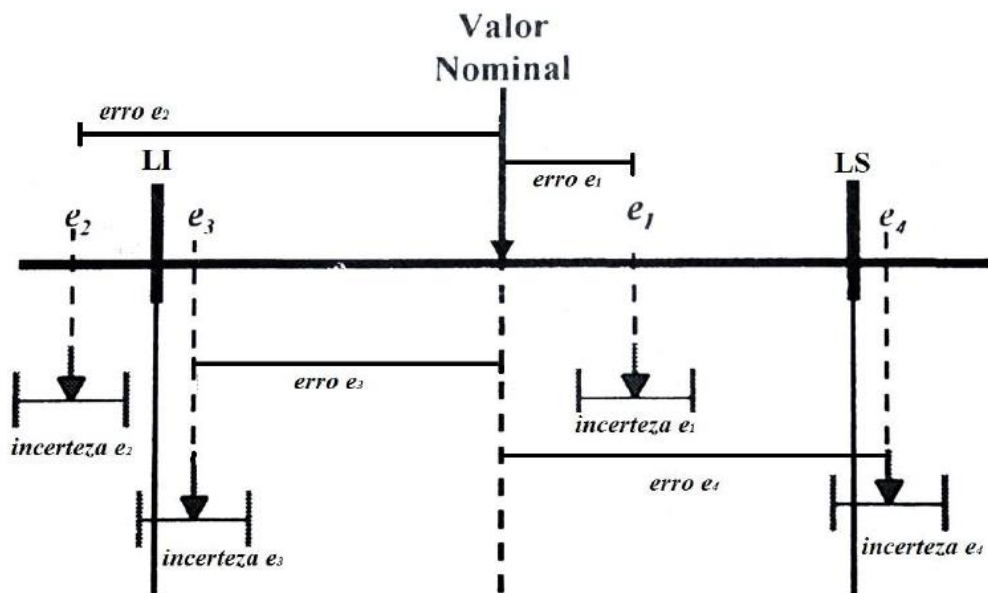 Valor
Nominal
erro e₂
LI
erro e₁
LS
e₂
e₃
e₁
e₄
erro e₃
incerteza e₂
incerteza e₁
erro e₄
incerteza e₃
incerteza e₄